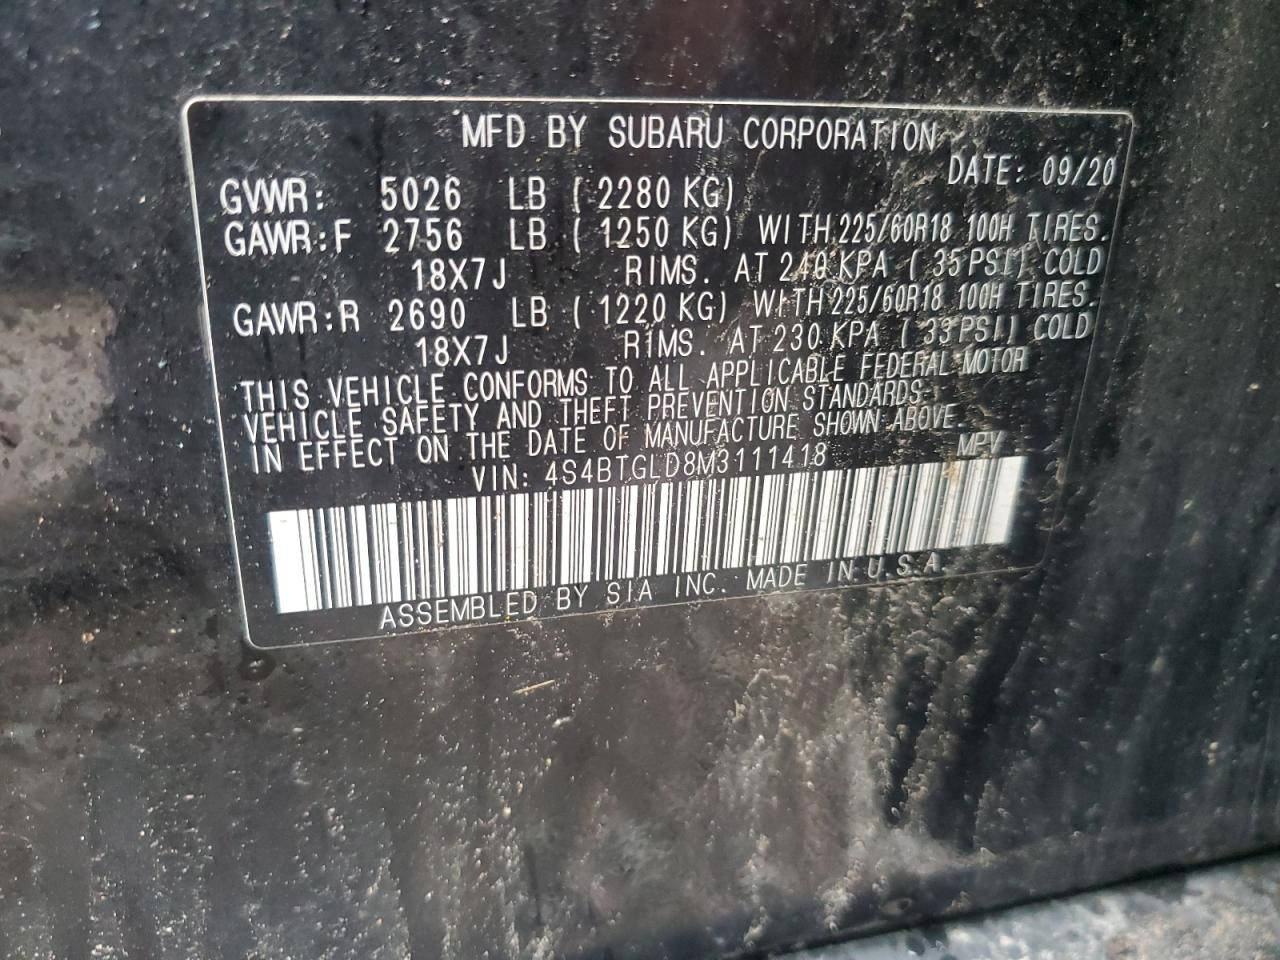 MFD BY SUBARU CORPORATION
DATE: 09/20
GVWR: 5026 LB (2280 KG)
GAWR:F 2756 LB (1250 KG) WITH 225/60R18 100H TIRES.
18X7J RIMS. AT 240 KPA (35PSI) COLD
GAWR:R 2690 LB (1220 KG) WITH 225/60R18 100H TIRES.
18X7J RIMS. AT 230 KPA (33PSI) COLD
THIS VEHICLE CONFORMS TO ALL APPLICABLE FEDERAL MOTOR
VEHICLE SAFETY AND THEFT PREVENTION STANDARDS
IN EFFECT ON THE DATE OF MANUFACTURE SHOWN ABOVE.
VIN: 4S4BTGLD8M3111418 MPV
ASSEMBLED BY SIA INC. MADE IN U.S.A.